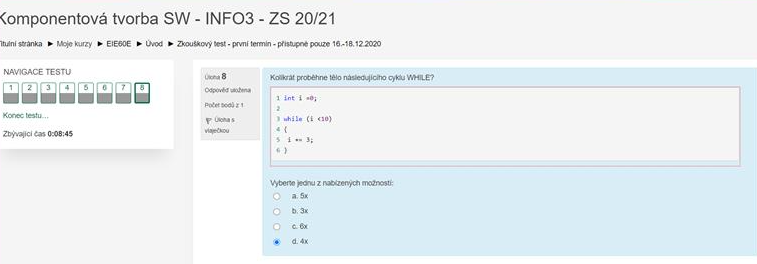 Komponentová tvorba SW - INFO3 - ZS 20/21
Titulní stránka ► Moje kurzy ► EIE60E ► Úvod ► Zkouškový test - první termín - přístupné pouze 16.-18.12.2020
NAVIGACE TESTU
1 2 3 4 5 6 7 8
Konec testu...
Zbývající čas 0:08:45
Úloha 8
Odpověď uložena
Počet bodů z 1
Úloha s
vlaječkou
Kolikrát proběhne tělo následujícího cyklu WHILE?
1 int i =0;
2
3 while (i <10)
4 {
5 i += 3;
6 }
Vyberte jednu z nabízených možností:
a. 5x
b. 3x
c. 6x
d. 4x